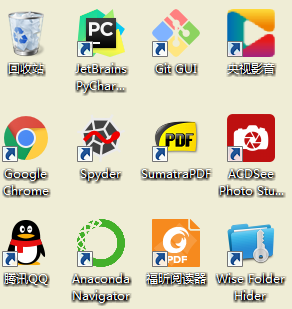 PC
回收站
JetBrains
PyChar...
Git GUI
央视影音
PDF
Google
Chrome
Spyder
SumatraPDF
ACDSee
Photo Stu...
PDF
腾讯QQ
Anaconda
Navigator
福昕阅读器
Wise Folder
Hider